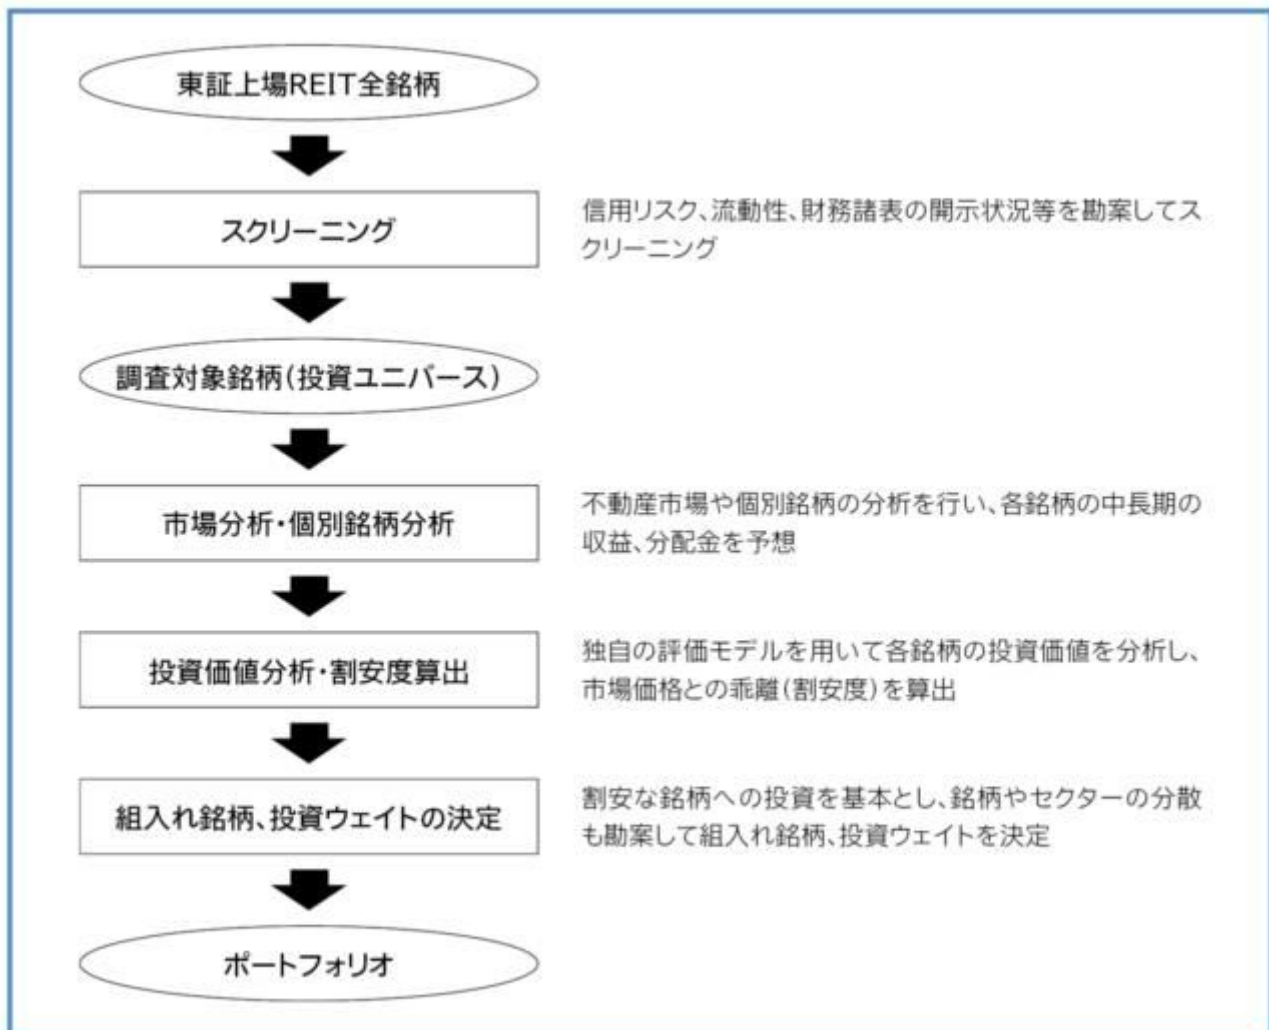 東証上場REIT全銘柄
スクリーニング
信用リスク、流動性、財務諸表の開示状況等を勘案してス
クリーニング
調査対象銘柄(投資ユニバース)
市場分析・個別銘柄分析
不動産市場や個別銘柄の分析を行い、各銘柄の中長期の
収益、分配金を予想
投資価値分析・割安度算出
独自の評価モデルを用いて各銘柄の投資価値を分析し、
市場価格との乖離(割安度)を算出
組入れ銘柄、投資ウェイトの決定
割安な銘柄への投資を基本とし、銘柄やセクターの分散
も勘案して組入れ銘柄、投資ウェイトを決定
ポートフォリオ